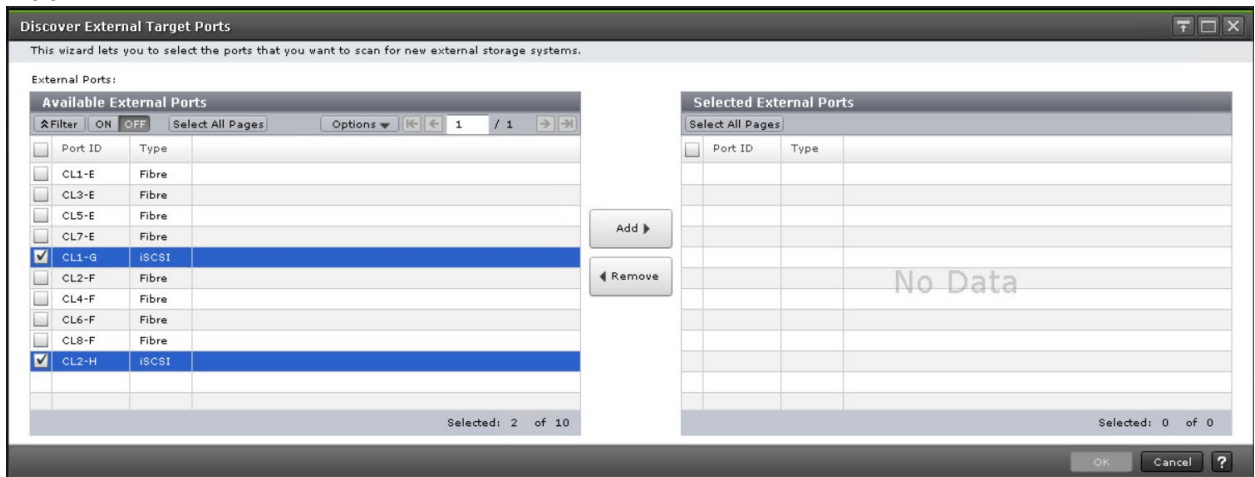 Discover External Target Ports
This wizard lets you to select the ports that you want to scan for new external storage systems.
External Ports:
Available External Ports
Filter ON OFF Select All Pages Options 1 / 1
Port ID Type
CL1-E Fibre
CL3-E Fibre
CL5-E Fibre
CL7-E Fibre
CL1-G iSCSI
CL2-F Fibre
CL4-F Fibre
CL6-F Fibre
CL8-F Fibre
CL2-H iSCSI
Selected: 2 of 10
Add
Remove
Selected External Ports
Select All Pages
Port ID Type
No Data
Selected: 0 of 0
OK Cancel ?